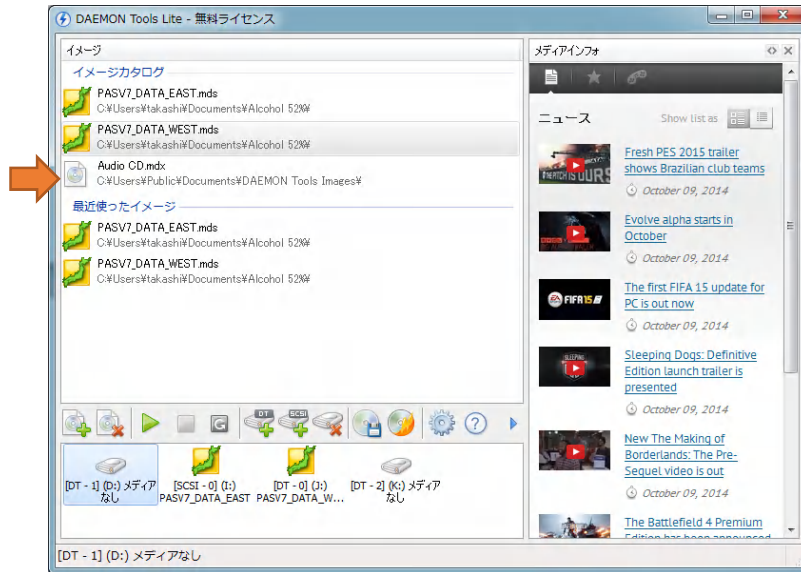 DAEMON Tools Lite - 無料ライセンス
イメージ
イメージカタログ
PASV7_DATA_EAST.mds
C:¥Users¥takashi¥Documents¥Alcohol 52%¥
PASV7_DATA_WEST.mds
C:¥Users¥takashi¥Documents¥Alcohol 52%¥
Audio CD.mdx
C:¥Users¥Public¥Documents¥DAEMON Tools Images¥
最近使ったイメージ
PASV7_DATA_EAST.mds
C:¥Users¥takashi¥Documents¥Alcohol 52%¥
PASV7_DATA_WEST.mds
C:¥Users¥takashi¥Documents¥Alcohol 52%¥
DT
SCSI
[DT - 1] (D:) メディア
なし
[SCSI - 0] (I:)
PASV7_DATA_EAST
[DT - 0] (J:)
PASV7_DATA_W...
[DT - 2] (K:) メディア
なし
[DT - 1] (D:) メディアなし
メディアインフォ
ニュース
Show list as
Fresh PES 2015 trailer
shows Brazilian club teams
October 09, 2014
Evolve alpha starts in
October
October 09, 2014
FIFA 15
The first FIFA 15 update for
PC is out now
October 09, 2014
SLEEPING
Sleeping Dogs: Definitive
Edition launch trailer is
presented
October 09, 2014
New The Making of
Borderlands: The Pre-
Sequel video is out
October 09, 2014
The Battlefield 4 Premium
Edition has been announced